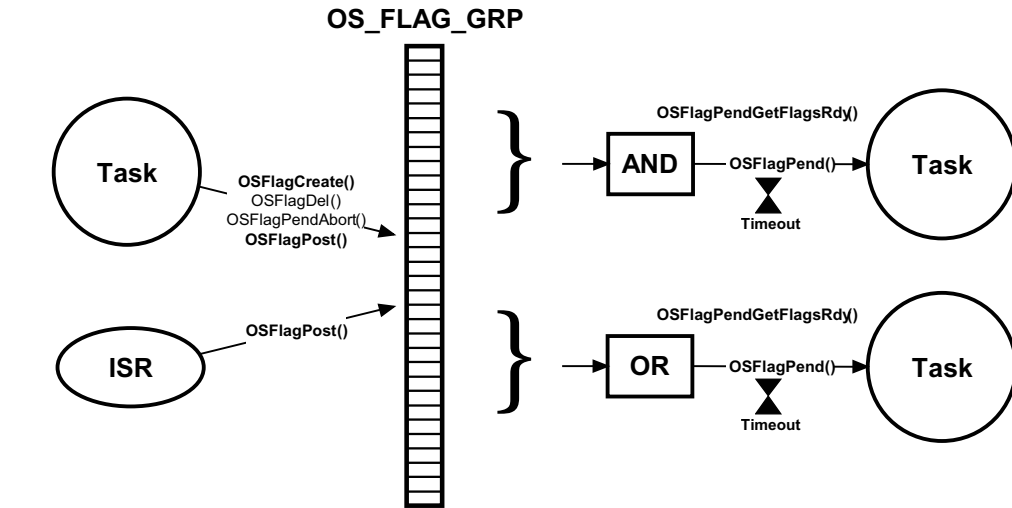 OS_FLAG_GRP
Task
OSFlagCreate()
OSFlagDel()
OSFlagPendAbort()
OSFlagPost()
OSFlagPendGetFlagsRdy()
AND
OSFlagPend()
Timeout
Task
ISR
OSFlagPost()
OSFlagPendGetFlagsRdy()
OR
OSFlagPend()
Timeout
Task